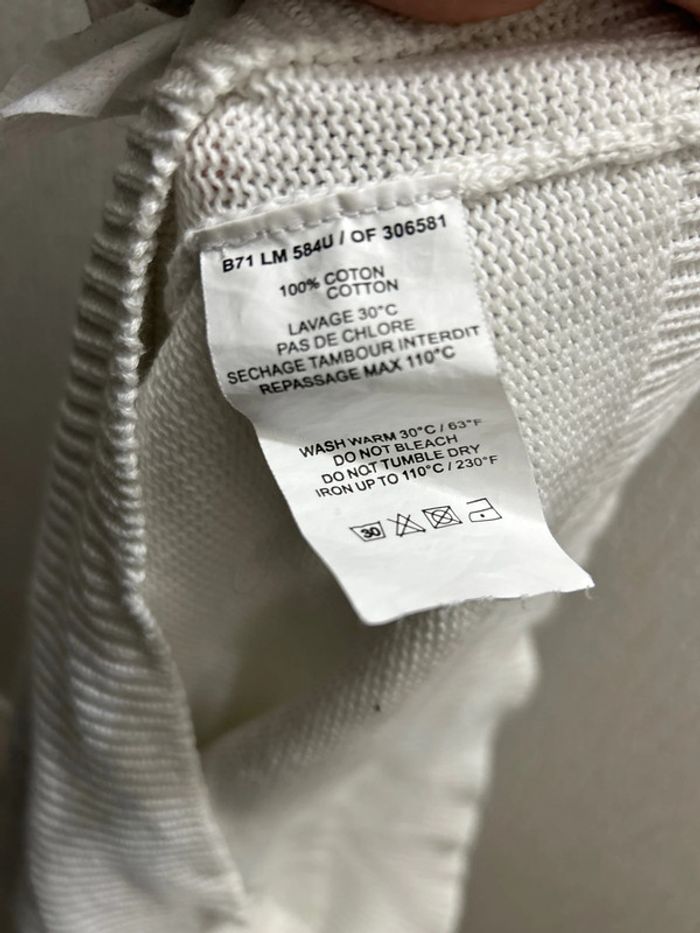 B71 LM 584U / OF 306581
100% COTON
COTTON
LAVAGE 30°C
PAS DE CHLORE
SECHAGE TAMBOUR INTERDIT
REPASSAGE MAX 110°C
WASH WARM 30°C / 63°F
DO NOT BLEACH
DO NOT TUMBLE DRY
IRON UP TO 110°C / 230°F
30